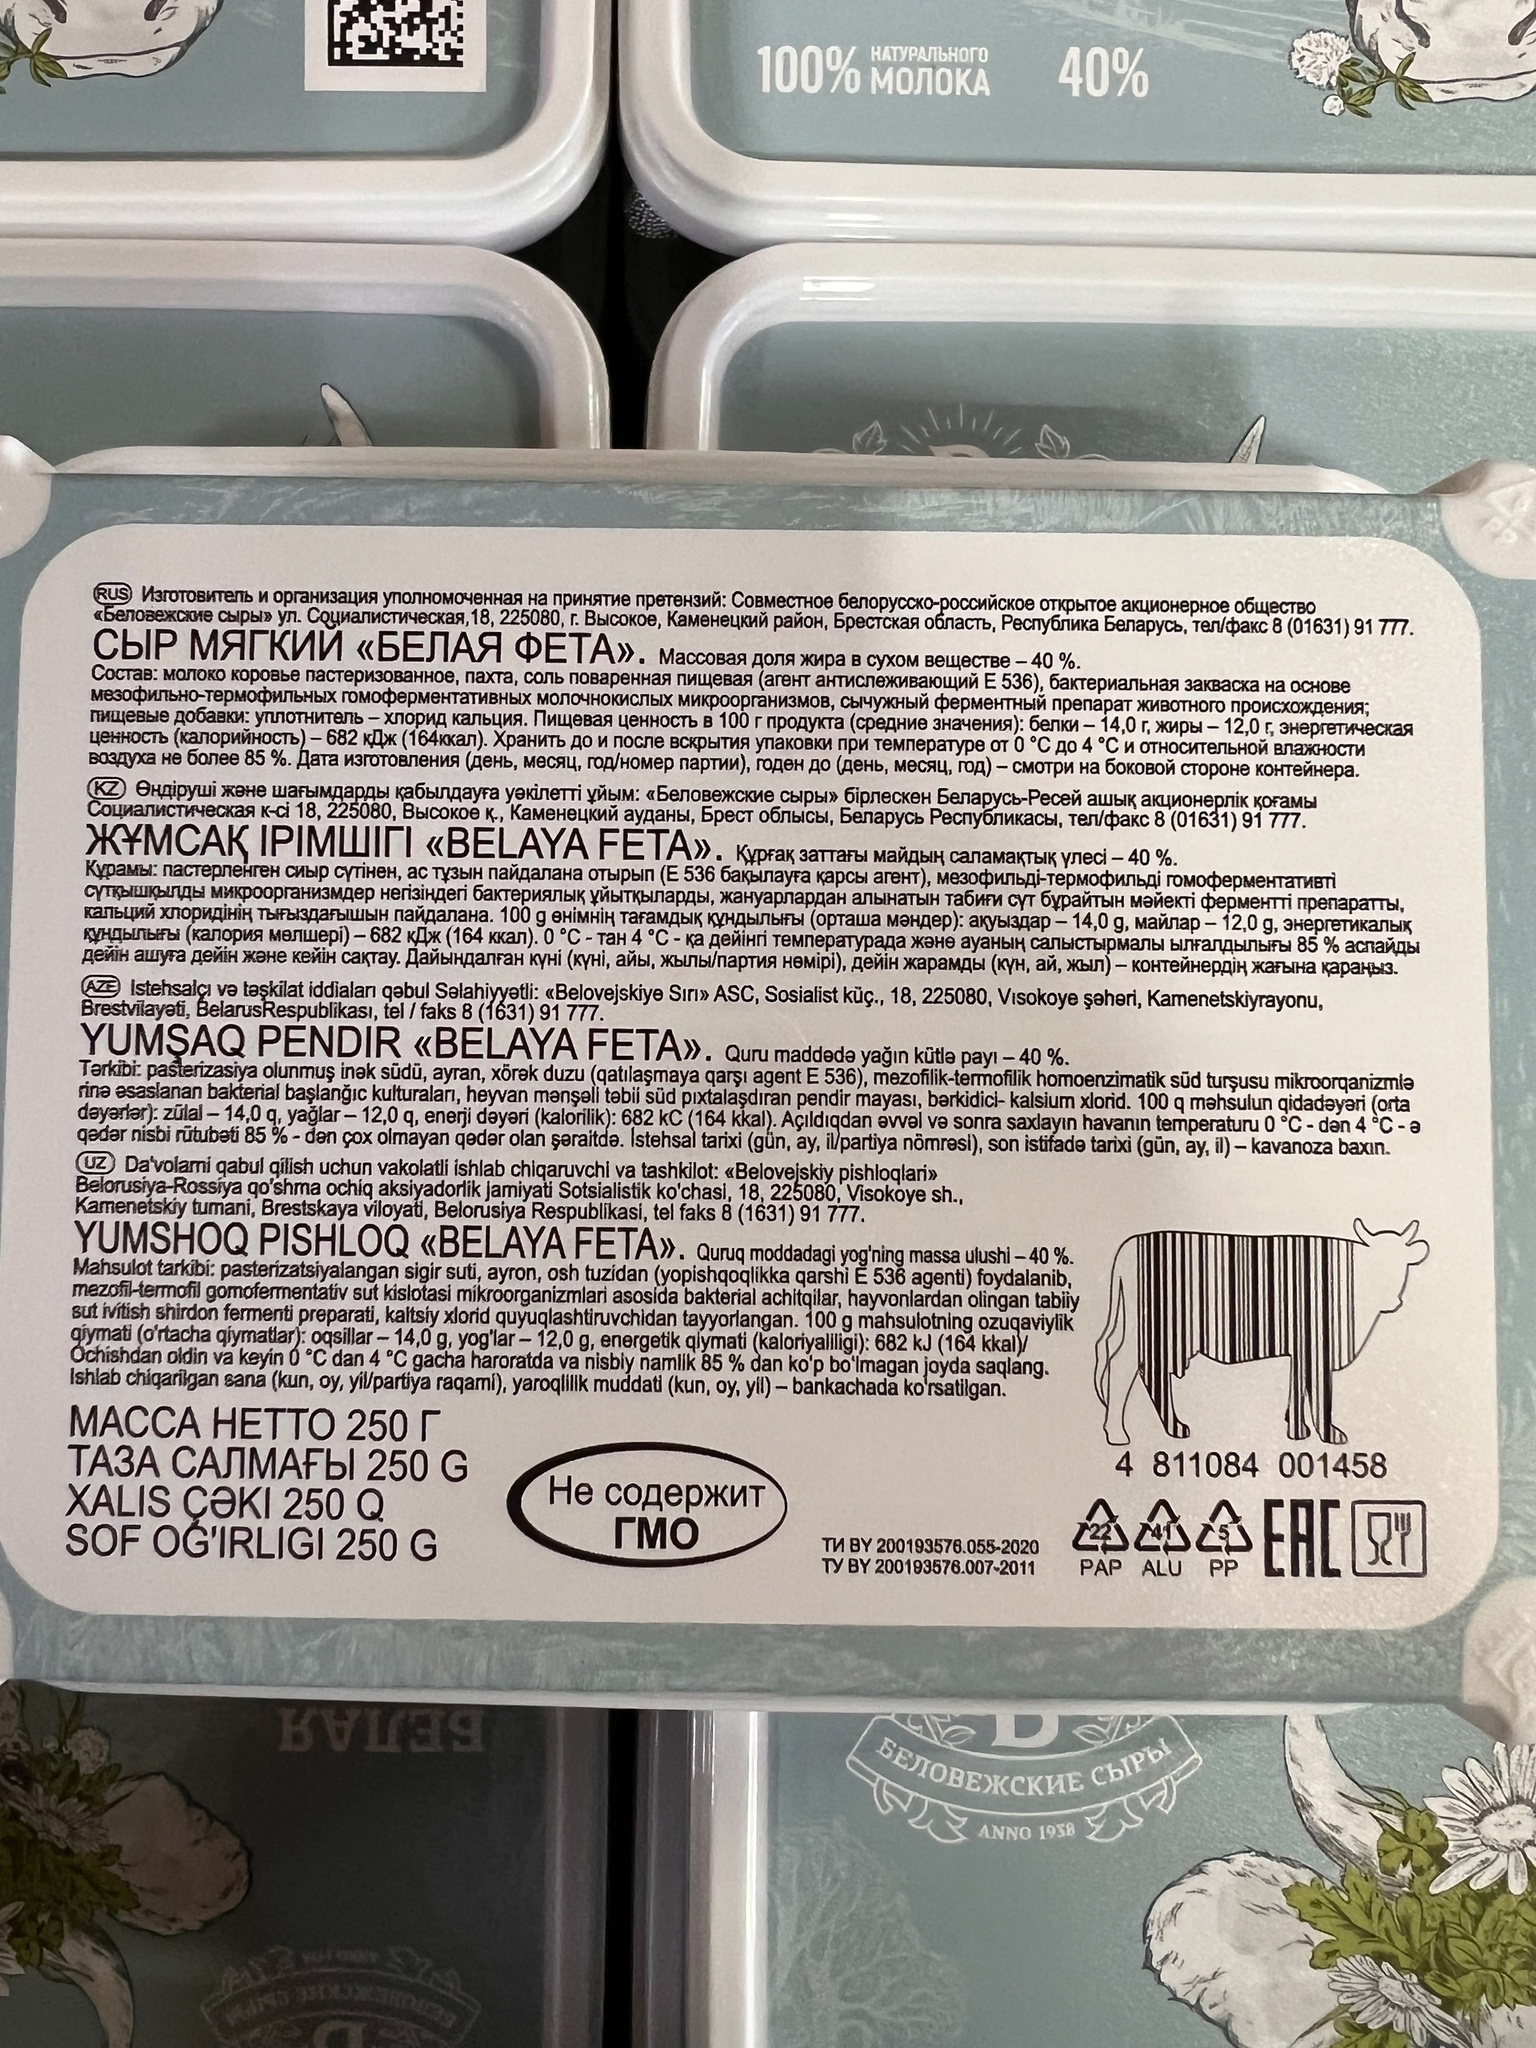 100% НАТУРАЛЬНОГО МОЛОКА 40%
RUS Изготовитель и организация уполномоченная на принятие претензий: Совместное белорусско-российское открытое акционерное общество
«Беловежские сыры» ул. Социалистическая,18, 225080, г. Высокое, Каменецкий район, Брестская область, Республика Беларусь, тел/факс 8 (01631) 91 777.
СЫР МЯГКИЙ «БЕЛАЯ ФЕТА». Массовая доля жира в сухом веществе – 40 %.
Состав: молоко коровье пастеризованное, пахта, соль поваренная пищевая (агент антислеживающий Е 536), бактериальная закваска на основе
мезофильно-термофильных гомоферментативных молочнокислых микроорганизмов, сычужный ферментный препарат животного происхождения;
пищевые добавки: уплотнитель – хлорид кальция. Пищевая ценность в 100 г продукта (средние значения): белки – 14,0 г, жиры – 12,0 г, энергетическая
ценность (калорийность) – 682 кДж (164ккал). Хранить до и после вскрытия упаковки при температуре от 0 °С до 4 °С и относительной влажности
воздуха не более 85 %. Дата изготовления (день, месяц, год/номер партии), годен до (день, месяц, год) – смотри на боковой стороне контейнера.
KZ Өндіруші және шағымдарды қабылдауға уәкілетті ұйым: «Беловежские сыры» бірлескен Беларусь-Ресей ашық акционерлік қоғамы
Социалистическая к-сі 18, 225080, Высокое қ., Каменецкий ауданы, Брест облысы, Беларусь Республикасы, тел/факс 8 (01631) 91 777.
ЖҰМСАҚ ІРІМШІГІ «BELAYA FETA». Құрғақ заттағы майдың саламақтық үлесі – 40 %.
Құрамы: пастерленген сиыр сүтінен, ас тұзын пайдалана отырып (Е 536 бақылауға қарсы агент), мезофильді-термофильді гомоферментативті
сүтқышқылды микроорганизмдер негізіндегі бактериялық ұйытқыларды, жануарлардан алынатын табиғи сүт бұрайтын мәйекті ферментті препаратты,
кальций хлоридінің тығыздағышын пайдалана. 100 g өнімнің тағамдық құндылығы (орташа мәндер): ақуыздар – 14,0 g, майлар – 12,0 g, энергетикалық
құндылығы (калория мөлшері) – 682 кДж (164 ккал). 0 °С - тан 4 °С - қа дейінгі температурада және ауаның салыстырмалы ылғалдылығы 85 % аспайды
дейін ашуға дейін және кейін сақтау. Дайындалған күні (күні, айы, жылы/партия нөмірі), дейін жарамды (күн, ай, жыл) – контейнердің жағына қараңыз.
AZE Istehsalçı və təşkilat iddiaları qəbul Səlahiyyətli: «Belovejskiye Sırı» ASC, Sosialist küç., 18, 225080, Vısokoye şəhəri, Kamenetskiyrayonu,
Brestvilayəti, BelarusRespublikası, tel / faks 8 (1631) 91 777.
YUMŞAQ PENDIR «BELAYA FETA». Quru maddədə yağın kütlə payı – 40 %.
Tərkibi: pasterizasiya olunmuş inək südü, ayran, xörək duzu (qatılaşmaya qarşı agent E 536), mezofilik-termofilik homoenzimatik süd turşusu mikroorqanizmlə
rinə əsaslanan bakterial başlanğıc kulturaları, heyvan mənşəli təbii süd pıxtalaşdıran pendir mayası, bərkidici- kalsium xlorid. 100 q məhsulun qidadəyəri (orta
dəyərlər): zülal – 14,0 q, yağlar – 12,0 q, enerji dəyəri (kalorilik): 682 kC (164 kkal). Açıldıqdan əvvəl və sonra saxlayın havanın temperaturu 0 °C - dən 4 °C - ə
qədər nisbi rütubəti 85 % - dən çox olmayan qədər olan şəraitdə. İstehsal tarixi (gün, ay, il/partiya nömrəsi), son istifadə tarixi (gün, ay, il) – kavanoza baxın.
UZ Da'volarni qabul qilish uchun vakolatli ishlab chiqaruvchi va tashkilot: «Belovejskiy pishloqlari»
Belorusiya-Rossiya qo'shma ochiq aksiyadorlik jamiyati Sotsialistik ko'chasi, 18, 225080, Visokoye sh.,
Kamenetskiy tumani, Brestskaya viloyati, Belorusiya Respublikasi, tel faks 8 (1631) 91 777.
YUMSHOQ PISHLOQ «BELAYA FETA». Quruq moddadagi yog'ning massa ulushi – 40 %.
Mahsulot tarkibi: pasterizatsiyalangan sigir suti, ayron, osh tuzidan (yopishqoqlikka qarshi E 536 agenti) foydalanib,
mezofil-termofil gomofermentativ sut kislotasi mikroorganizmlari asosida bakterial achitqilar, hayvonlardan olingan tabiiy
sut ivitish shirdon fermenti preparati, kaltsiy xlorid quyuqlashtiruvchidan tayyorlangan. 100 g mahsulotning ozuqaviylik
qiymati (o'rtacha qiymatlar): oqsillar – 14,0 g, yog'lar – 12,0 g, energetik qiymati (kaloriyaliligi): 682 kJ (164 kkal)/
Ochishdan oldin va keyin 0 °C dan 4 °C gacha haroratda va nisbiy namlik 85 % dan ko'p bo'lmagan joyda saqlang.
Ishlab chiqarilgan sana (kun, oy, yil/partiya raqami), yaroqlilik muddati (kun, oy, yil) – bankachada ko'rsatilgan.
МАССА НЕТТО 250 Г
ТАЗА САЛМАҒЫ 250 G
XALIS ÇƏKI 250 Q
SOF OG'IRLIGI 250 G
Не содержит
ГМО
4 811084 001458
ТИ BY 200193576.055-2020
ТУ BY 200193576.007-2011
22 41 5 EAC
PAP ALU PP
БЕЛАЯ
БЕЛОВЕЖСКИЕ СЫРЫ
ANNO 1938